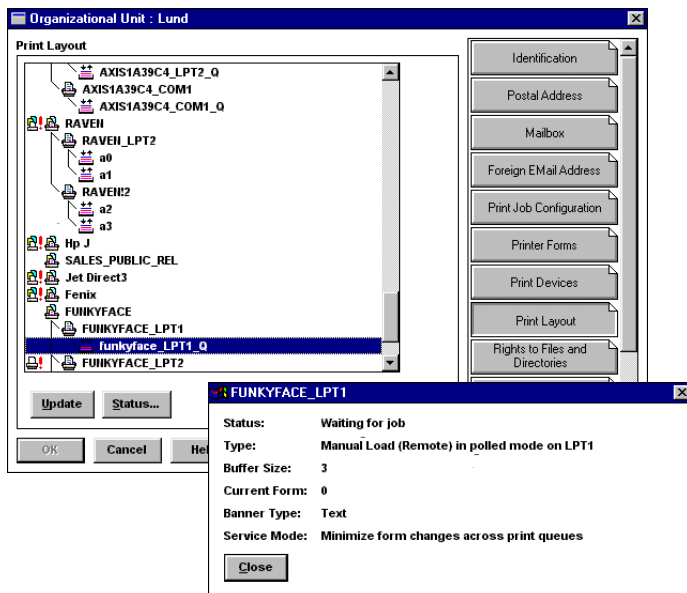 Organizational Unit : Lund
Print Layout
AXIS1A39C4_LPT2_Q
AXIS1A39C4_COM1
AXIS1A39C4_COM1_Q
RAVEN
RAVEN_LPT2
a0
a1
RAVEN!2
a2
a3
Hp J
SALES_PUBLIC_REL
Jet Direct3
Fenix
FUNKYFACE
FUNKYFACE_LPT1
funkyface_LPT1_Q
FUNKYFACE_LPT2
Update
Status...
OK
Cancel
Identification
Postal Address
Mailbox
Foreign EMail Address
Print Job Configuration
Printer Forms
Print Devices
Print Layout
Rights to Files and
Directories
FUNKYFACE_LPT1
Status: Waiting for job
Type: Manual Load (Remote) in polled mode on LPT1
Buffer Size: 3
Current Form: 0
Banner Type: Text
Service Mode: Minimize form changes across print queues
Close